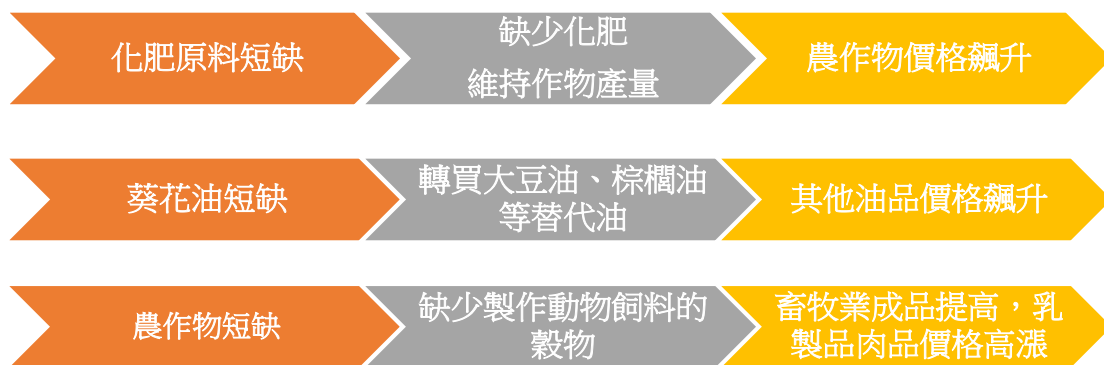 化肥原料短缺
缺少化肥
維持作物產量
農作物價格飆升
葵花油短缺
轉買大豆油、棕櫚油
等替代油
其他油品價格飆升
農作物短缺
缺少製作動物飼料的
穀物
畜牧業成品提高，乳
製品肉品價格高漲